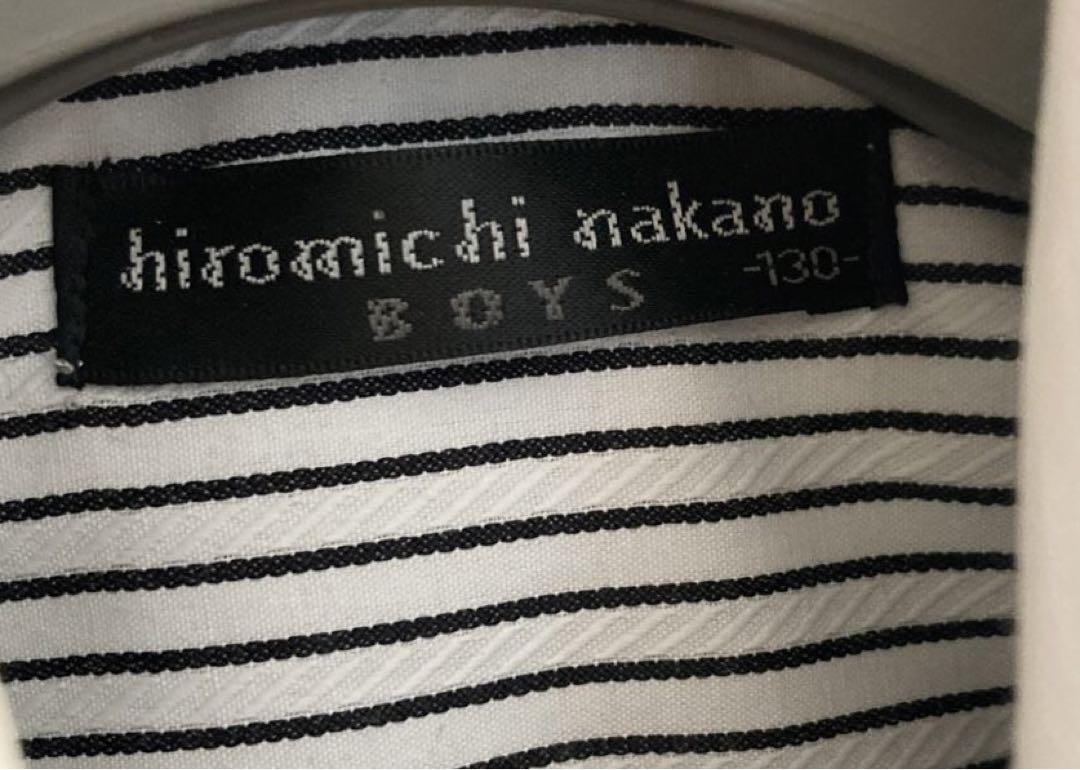 hiromichi nakano
BOYS -130-